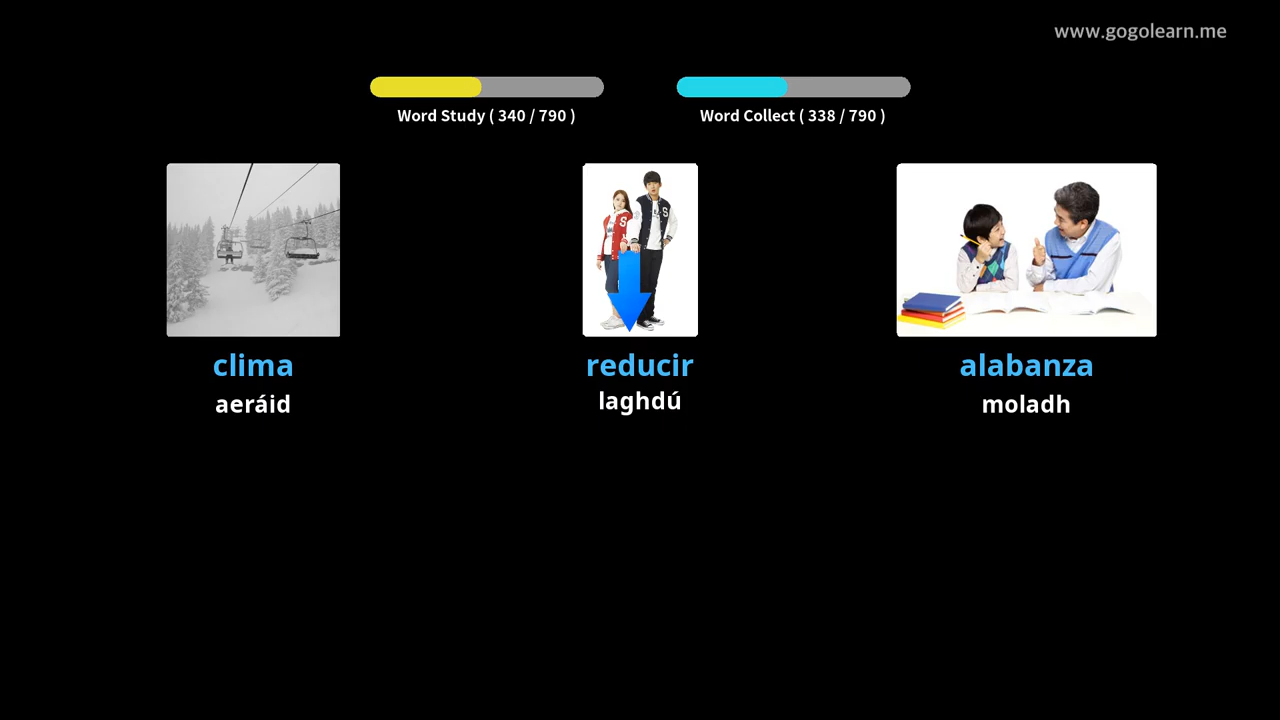 www.gogolearn.me
Word Study ( 340 / 790 )
Word Collect ( 338 / 790 )
S
S
clima
reducir
alabanza
aeráid
laghdú
moladh